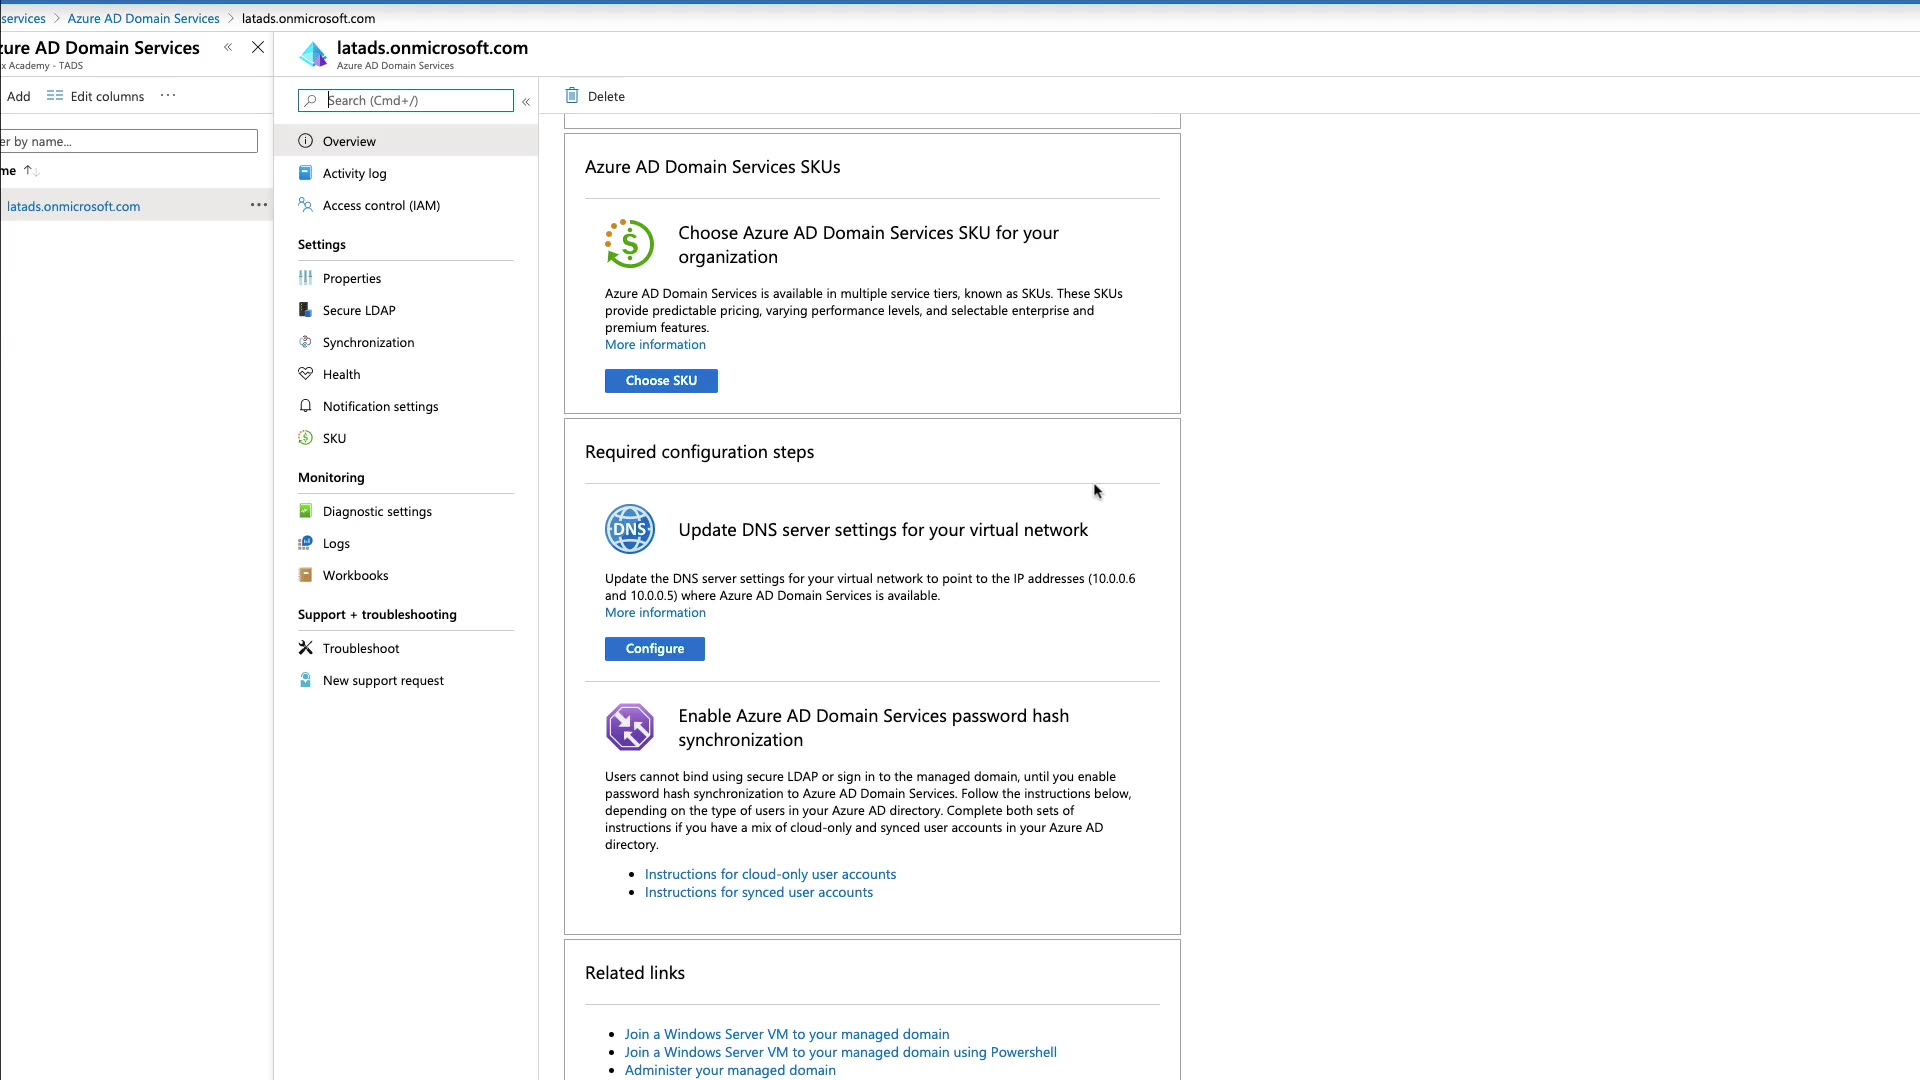 services > Azure AD Domain Services > latads.onmicrosoft.com
zure AD Domain Services
x Academy - TADS
Add
Edit columns
er by name...
me
latads.onmicrosoft.com
latads.onmicrosoft.com
Azure AD Domain Services
Search (Cmd+/)
Overview
Activity log
Access control (IAM)
Settings
Properties
Secure LDAP
Synchronization
Health
Notification settings
SKU
Monitoring
Diagnostic settings
Logs
Workbooks
Support + troubleshooting
Troubleshoot
New support request
Delete
Azure AD Domain Services SKUs
Choose Azure AD Domain Services SKU for your
organization
Azure AD Domain Services is available in multiple service tiers, known as SKUs. These SKUs
provide predictable pricing, varying performance levels, and selectable enterprise and
premium features.
More information
Choose SKU
Required configuration steps
DNS
Update DNS server settings for your virtual network
Update the DNS server settings for your virtual network to point to the IP addresses (10.0.0.6
and 10.0.0.5) where Azure AD Domain Services is available.
More information
Configure
Enable Azure AD Domain Services password hash
synchronization
Users cannot bind using secure LDAP or sign in to the managed domain, until you enable
password hash synchronization to Azure AD Domain Services. Follow the instructions below,
depending on the type of users in your Azure AD directory. Complete both sets of
instructions if you have a mix of cloud-only and synced user accounts in your Azure AD
directory.
• Instructions for cloud-only user accounts
• Instructions for synced user accounts
Related links
• Join a Windows Server VM to your managed domain
• Join a Windows Server VM to your managed domain using Powershell
• Administer your managed domain